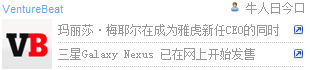 VentureBeat
牛人日今口
VB
玛丽莎·梅耶尔在成为雅虎新任CEO的同时
三星Galaxy Nexus 已在网上开始发售